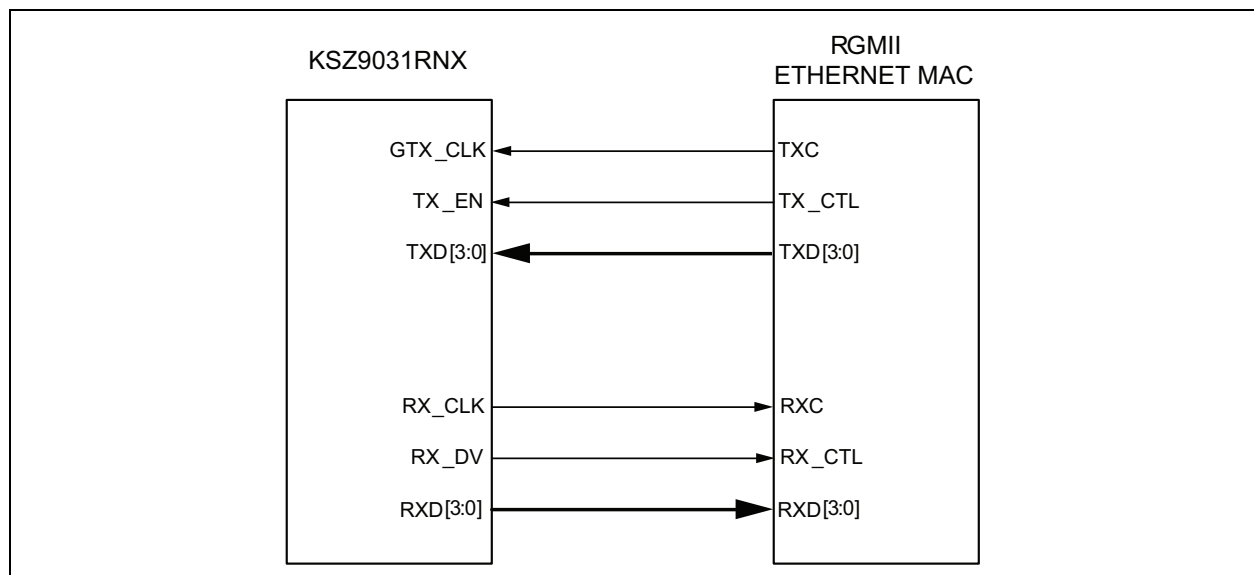 KSZ9031RNX
RGMII
ETHERNET MAC
GTX_CLK TXC
TX_EN TX_CTL
TXD[3:0] TXD[3:0]
RX_CLK RXC
RX_DV RX_CTL
RXD[3:0] RXD[3:0]